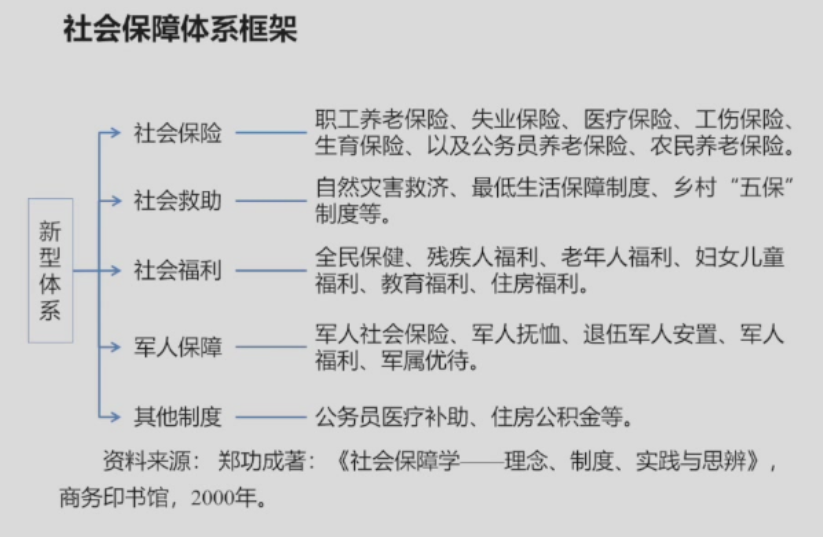 社会保障体系框架
新型体系
社会保险
职工养老保险、失业保险、医疗保险、工伤保险、
生育保险、以及公务员养老保险、农民养老保险。
社会救助
自然灾害救济、最低生活保障制度、乡村“五保”
制度等。
社会福利
全民保健、残疾人福利、老年人福利、妇女儿童
福利、教育福利、住房福利。
军人保障
军人社会保险、军人抚恤、退伍军人安置、军人
福利、军属优待。
其他制度
公务员医疗补助、住房公积金等。
资料来源：郑功成著：《社会保障学——理念、制度、实践与思辨》，
商务印书馆，2000年。